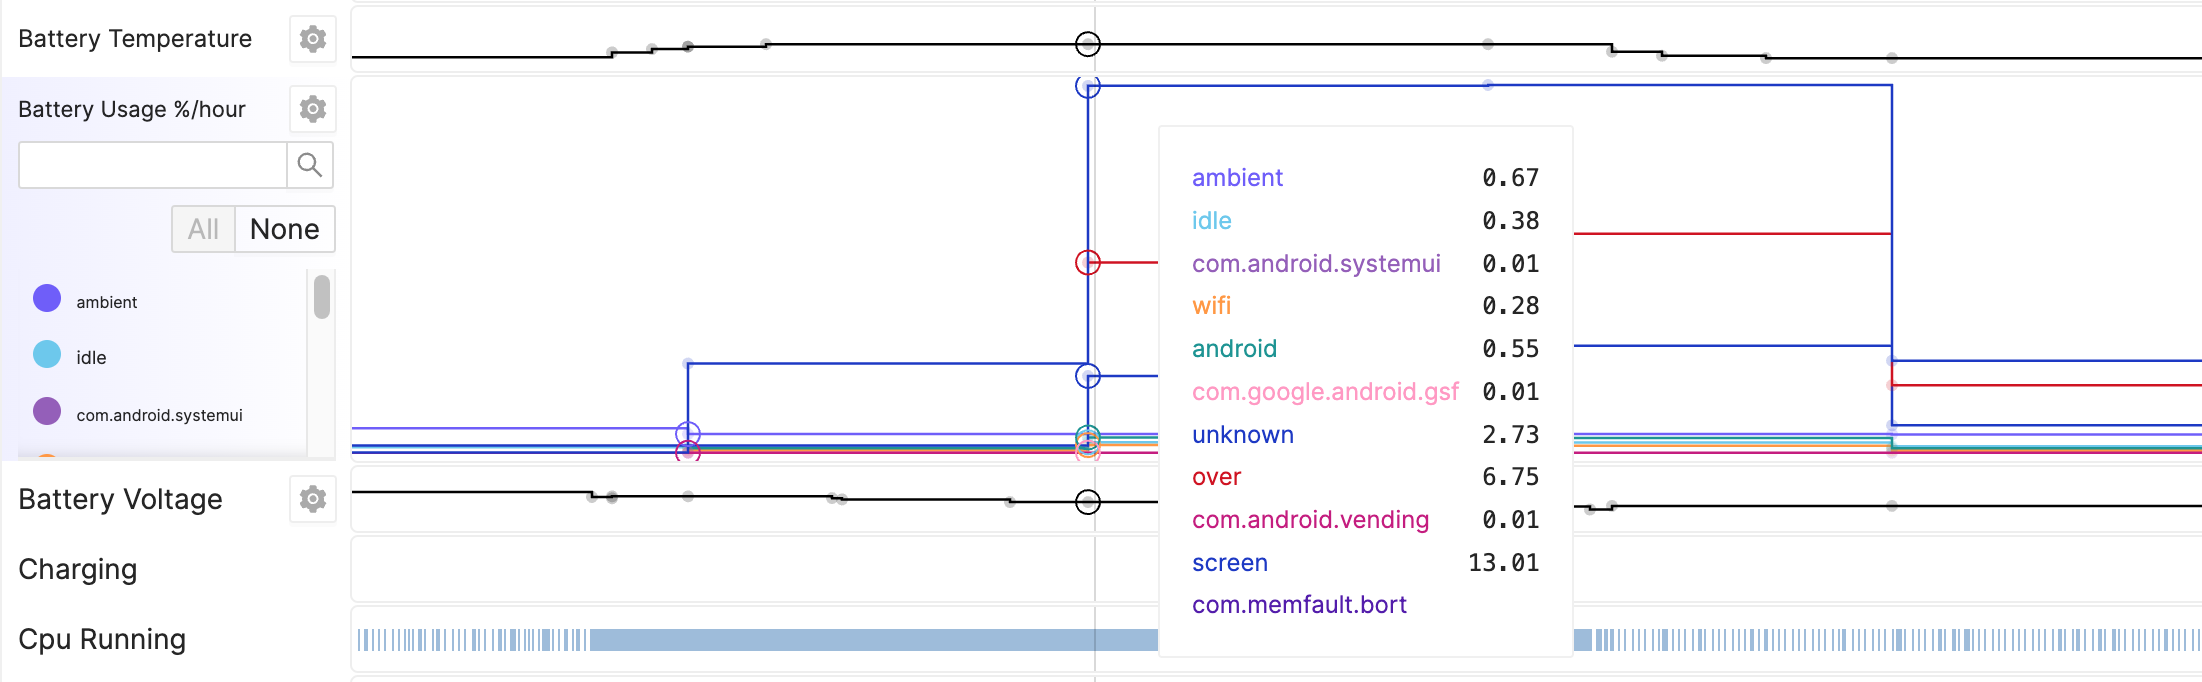 Battery Temperature
Battery Usage %/hour
All None
ambient
idle
com.android.systemui
ambient 0.67
idle 0.38
com.android.systemui 0.01
wifi 0.28
android 0.55
com.google.android.gsf 0.01
unknown 2.73
over 6.75
com.android.vending 0.01
screen 13.01
com.memfault.bort
Battery Voltage
Charging
Cpu Running